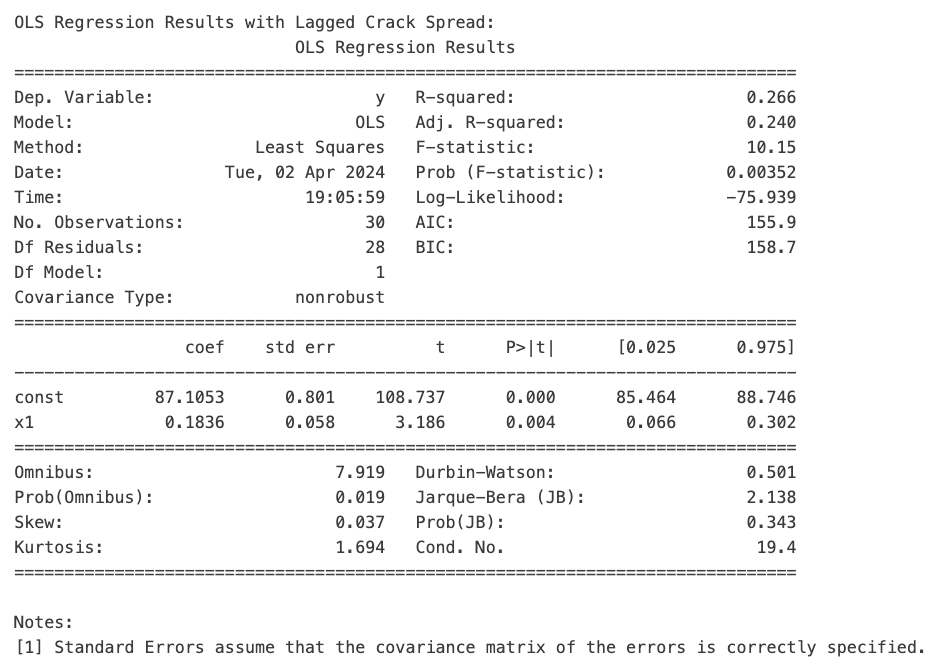 OLS Regression Results with Lagged Crack Spread:
                            OLS Regression Results
==============================================================================
Dep. Variable:                      y   R-squared:                       0.266
Model:                            OLS   Adj. R-squared:                  0.240
Method:                 Least Squares   F-statistic:                     10.15
Date:                Tue, 02 Apr 2024   Prob (F-statistic):            0.00352
Time:                        19:05:59   Log-Likelihood:                -75.939
No. Observations:                  30   AIC:                             155.9
Df Residuals:                      28   BIC:                             158.7
Df Model:                           1
Covariance Type:            nonrobust
==============================================================================
                 coef    std err          t      P>|t|      [0.025      0.975]
------------------------------------------------------------------------------
const         87.1053      0.801    108.737      0.000      85.464      88.746
x1             0.1836      0.058      3.186      0.004       0.066       0.302
==============================================================================
Omnibus:                        7.919   Durbin-Watson:                   0.501
Prob(Omnibus):                  0.019   Jarque-Bera (JB):                2.138
Skew:                           0.037   Prob(JB):                        0.343
Kurtosis:                       1.694   Cond. No.                         19.4
==============================================================================

Notes:
[1] Standard Errors assume that the covariance matrix of the errors is correctly specified.